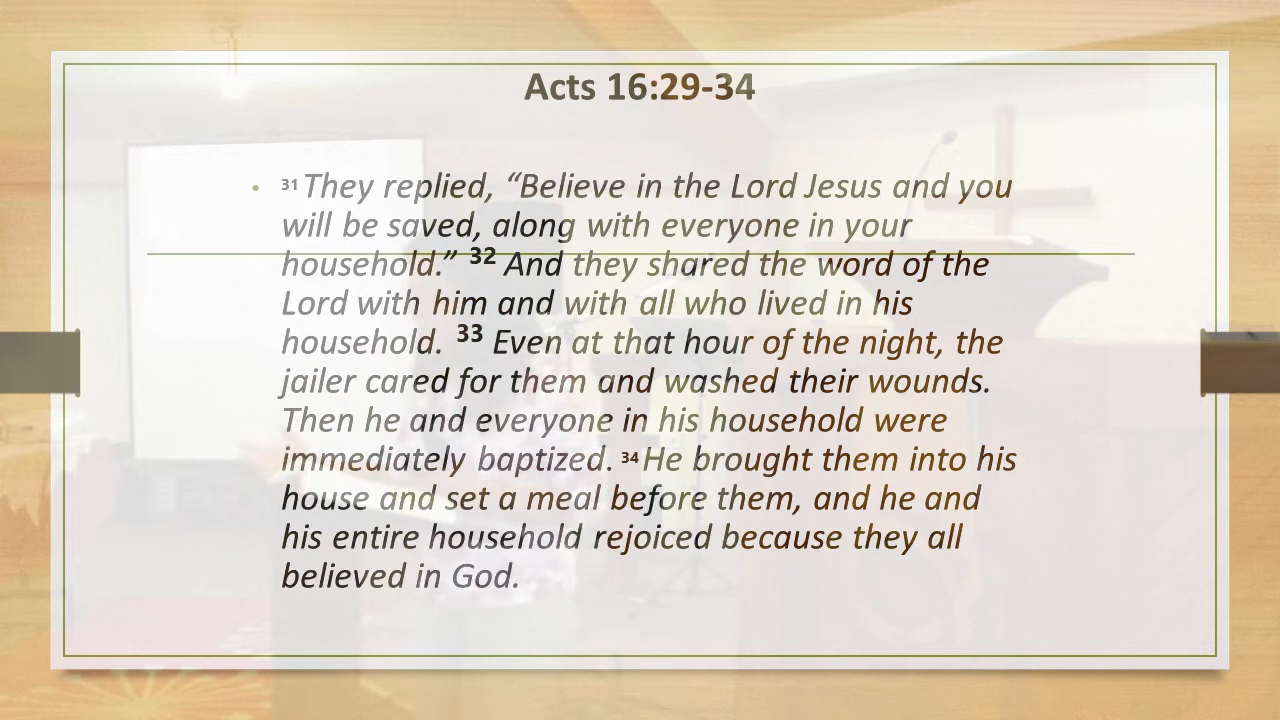 Acts 16:29-34
• 31 They replied, “Believe in the Lord Jesus and you
will be saved, along with everyone in your
household.” 32 And they shared the word of the
Lord with him and with all who lived in his
household. 33 Even at that hour of the night, the
jailer cared for them and washed their wounds.
Then he and everyone in his household were
immediately baptized. 34 He brought them into his
house and set a meal before them, and he and
his entire household rejoiced because they all
believed in God.